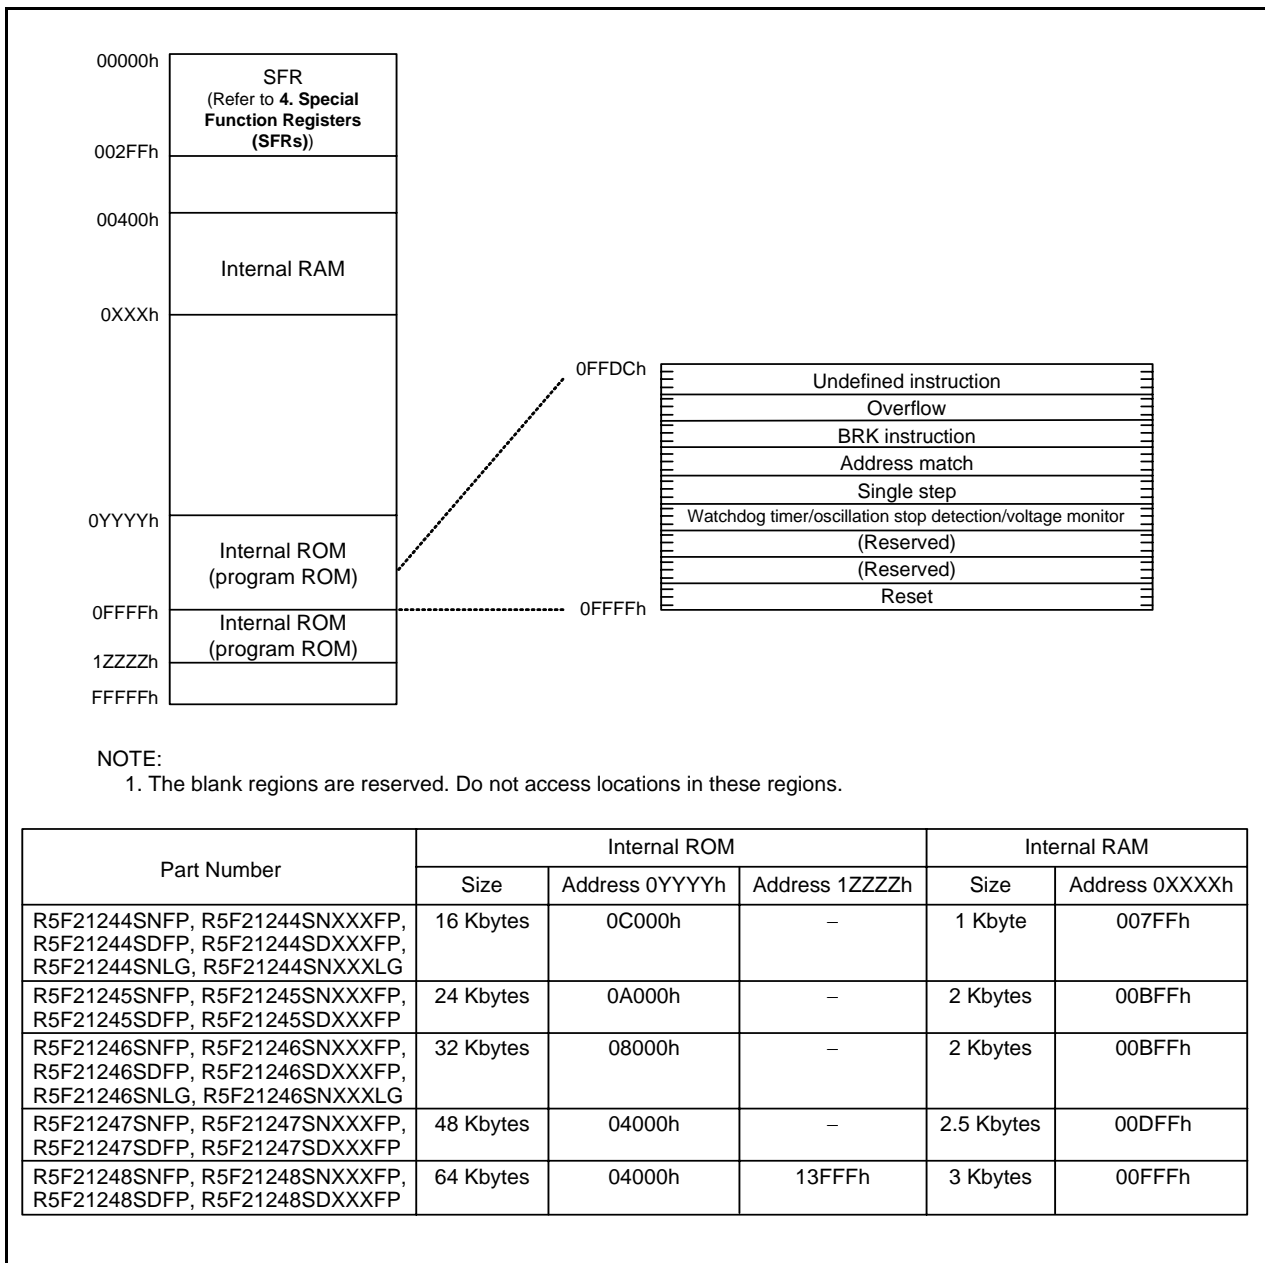 00000h
SFR
(Refer to 4. Special
Function Registers
(SFRs))
002FFh
00400h
Internal RAM
0XXXh
0YYYYh
Internal ROM
(program ROM)
0FFFFh
Internal ROM
(program ROM)
1ZZZZh
FFFFFh
0FFDCh
Undefined instruction
Overflow
BRK instruction
Address match
Single step
Watchdog timer/oscillation stop detection/voltage monitor
(Reserved)
(Reserved)
Reset
0FFFFh
NOTE:
1. The blank regions are reserved. Do not access locations in these regions.
Part Number Internal ROM Internal RAM
Size Address 0YYYYh Address 1ZZZZh Size Address 0XXXXh
R5F21244SNFP, R5F21244SNXXXFP, 16 Kbytes 0C000h – 1 Kbyte 007FFh
R5F21244SDFP, R5F21244SDXXXFP,
R5F21244SNLG, R5F21244SNXXXLG
R5F21245SNFP, R5F21245SNXXXFP, 24 Kbytes 0A000h – 2 Kbytes 00BFFh
R5F21245SDFP, R5F21245SDXXXFP
R5F21246SNFP, R5F21246SNXXXFP, 32 Kbytes 08000h – 2 Kbytes 00BFFh
R5F21246SDFP, R5F21246SDXXXFP,
R5F21246SNLG, R5F21246SNXXXLG
R5F21247SNFP, R5F21247SNXXXFP, 48 Kbytes 04000h – 2.5 Kbytes 00DFFh
R5F21247SDFP, R5F21247SDXXXFP
R5F21248SNFP, R5F21248SNXXXFP, 64 Kbytes 04000h 13FFFh 3 Kbytes 00FFFh
R5F21248SDFP, R5F21248SDXXXFP